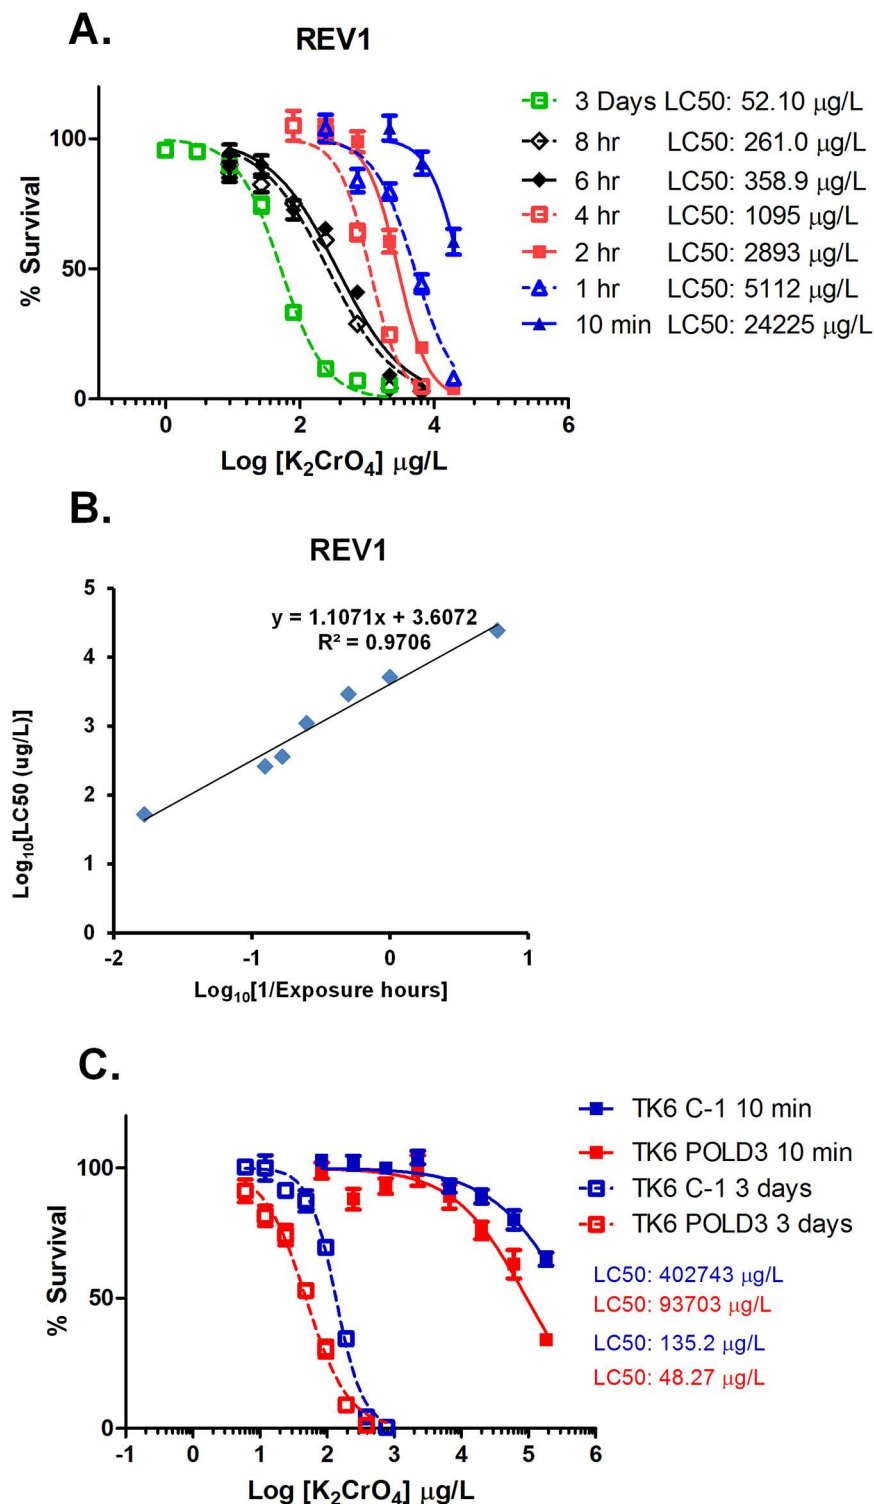 A.
REV1
3 Days LC50: 52.10 μg/L
8 hr LC50: 261.0 μg/L
6 hr LC50: 358.9 μg/L
4 hr LC50: 1095 μg/L
2 hr LC50: 2893 μg/L
1 hr LC50: 5112 μg/L
10 min LC50: 24225 μg/L
% Survival
100
50
0
0 2 4 6
Log [K₂CrO₄] μg/L
B.
REV1
y = 1.1071x + 3.6072
R² = 0.9706
Log₁₀[LC50 (ug/L)]
5
4
3
2
1
0
-2 -1 0 1
Log₁₀[1/Exposure hours]
C.
TK6 C-1 10 min
TK6 POLD3 10 min
TK6 C-1 3 days
TK6 POLD3 3 days
LC50: 402743 μg/L
LC50: 93703 μg/L
LC50: 135.2 μg/L
LC50: 48.27 μg/L
% Survival
100
50
0
-1 0 1 2 3 4 5 6
Log [K₂CrO₄] μg/L